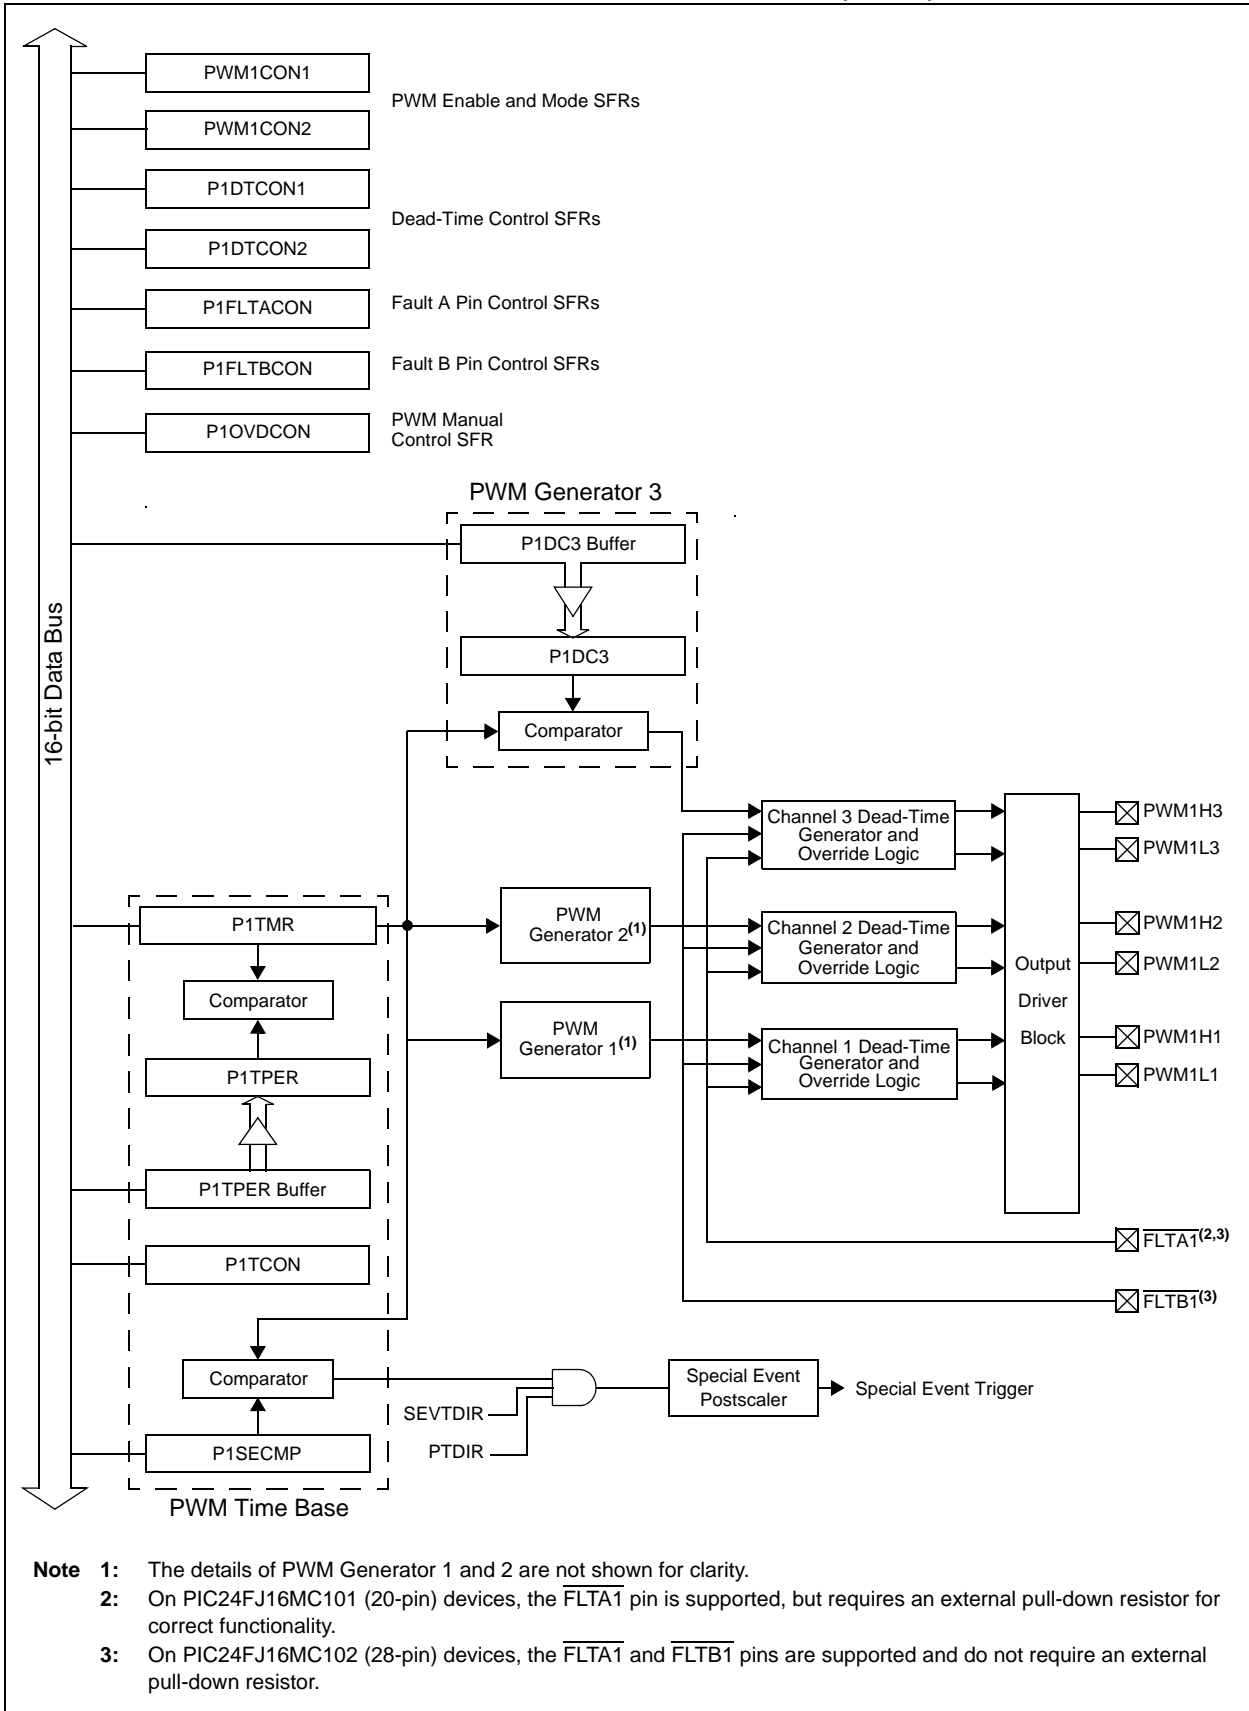 PWM1CON1
PWM Enable and Mode SFRs
PWM1CON2
P1DTCON1
Dead-Time Control SFRs
P1DTCON2
P1FLTACON
Fault A Pin Control SFRs
P1FLTBCON
Fault B Pin Control SFRs
P1OVDCON
PWM Manual
Control SFR
16-bit Data Bus
PWM Generator 3
P1DC3 Buffer
P1DC3
Comparator
Channel 3 Dead-Time
Generator and
Override Logic
PWM1H3
PWM1L3
P1TMR
PWM
Generator 2(1)
Channel 2 Dead-Time
Generator and
Override Logic
PWM1H2
PWM1L2
Output
Driver
Block
Comparator
PWM
Generator 1(1)
Channel 1 Dead-Time
Generator and
Override Logic
PWM1H1
PWM1L1
P1TPER
P1TPER Buffer
FLTA1(2,3)
P1TCON
FLTB1(3)
Comparator
SEVTDIR
PTDIR
Special Event
Postscaler
Special Event Trigger
P1SECMP
PWM Time Base
Note 1: The details of PWM Generator 1 and 2 are not shown for clarity.
2: On PIC24FJ16MC101 (20-pin) devices, the FLTA1 pin is supported, but requires an external pull-down resistor for
correct functionality.
3: On PIC24FJ16MC102 (28-pin) devices, the FLTA1 and FLTB1 pins are supported and do not require an external
pull-down resistor.